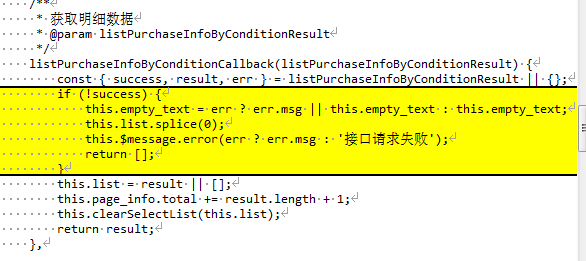 /**
* 获取明细数据
* @param listPurchaseInfoByConditionResult
*/
listPurchaseInfoByConditionCallback(listPurchaseInfoByConditionResult) {
const { success, result, err } = listPurchaseInfoByConditionResult || {};
if (!success) {
this.empty_text = err ? err.msg || this.empty_text : this.empty_text;
this.list.splice(0);
this.$message.error(err ? err.msg : '接口请求失败');
return [];
}
this.list = result || [];
this.page_info.total += result.length + 1;
this.clearSelectList(this.list);
return result;
},